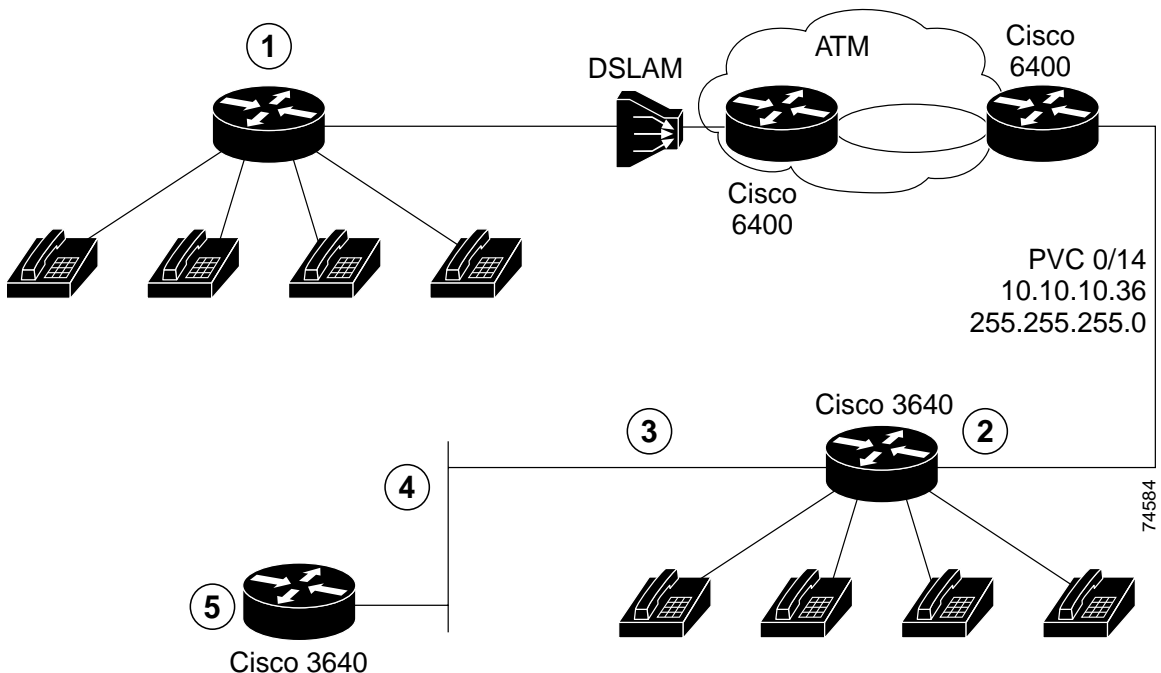 1
DSLAM
ATM
Cisco
6400
Cisco
6400
PVC 0/14
10.10.10.36
255.255.255.0
Cisco 3640
3
2
4
74584
5
Cisco 3640